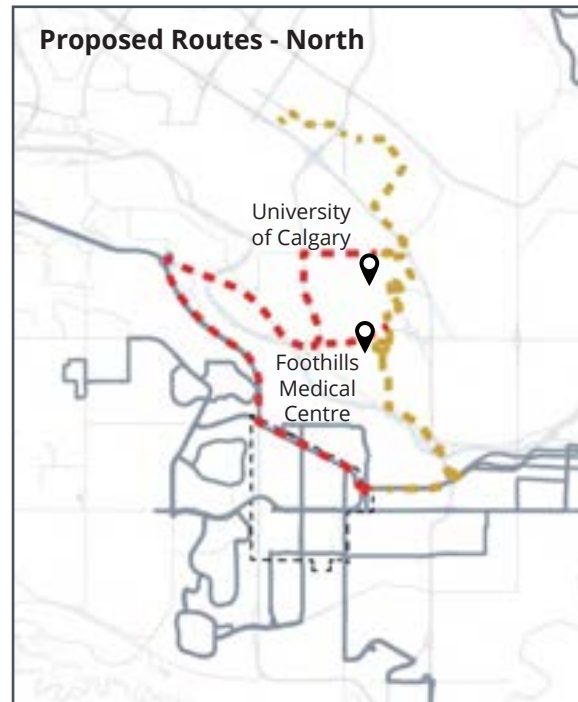 Proposed Routes - North
University
of Calgary
Foothills
Medical
Centre